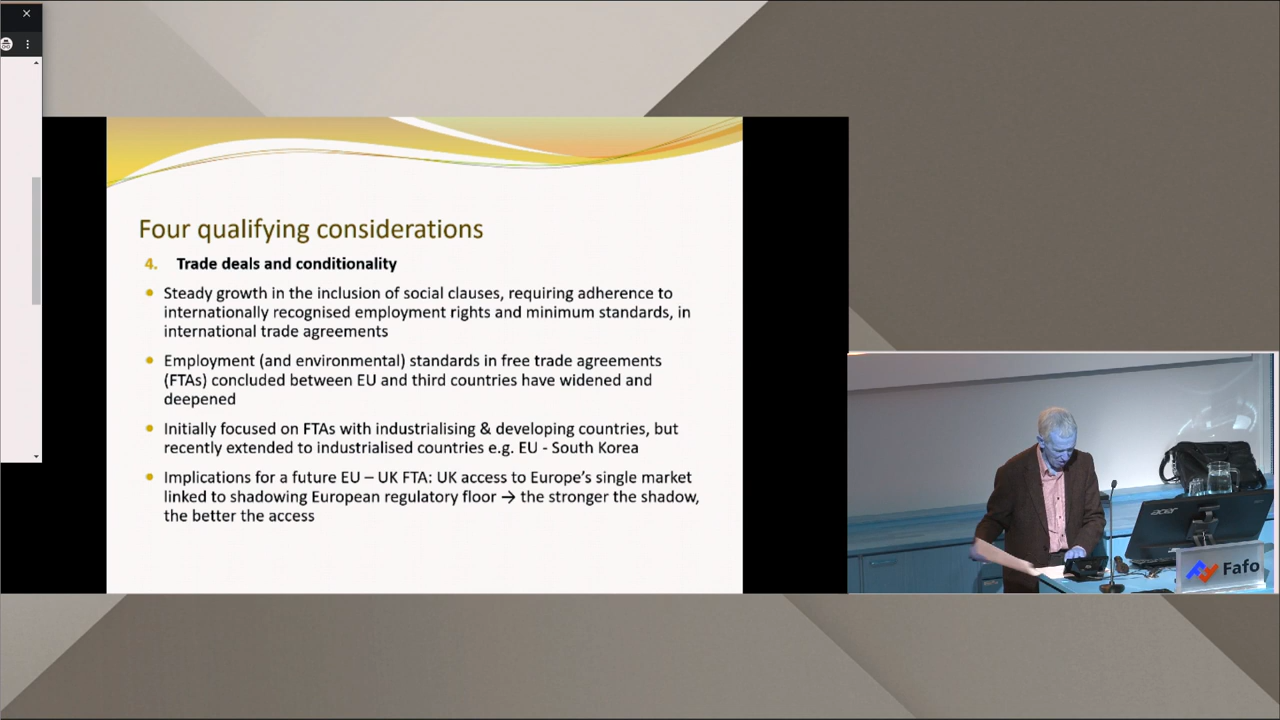 Four qualifying considerations
4. Trade deals and conditionality
Steady growth in the inclusion of social clauses, requiring adherence to
internationally recognised employment rights and minimum standards, in
international trade agreements
Employment (and environmental) standards in free trade agreements
(FTAs) concluded between EU and third countries have widened and
deepened
Initially focused on FTAs with industrialising & developing countries, but
recently extended to industrialised countries e.g. EU - South Korea
Implications for a future EU – UK FTA: UK access to Europe's single market
linked to shadowing European regulatory floor → the stronger the shadow,
the better the access
acer
Fafo